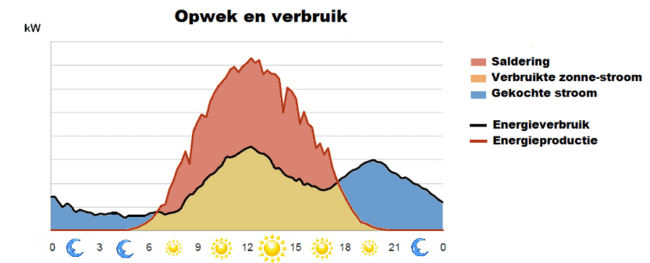 Opwek en verbruik
kW
Saldering
Verbruikte zonne-stroom
Gekochte stroom
Energieverbruik
Energieproductie
0 3 6 9 12 15 18 21 0